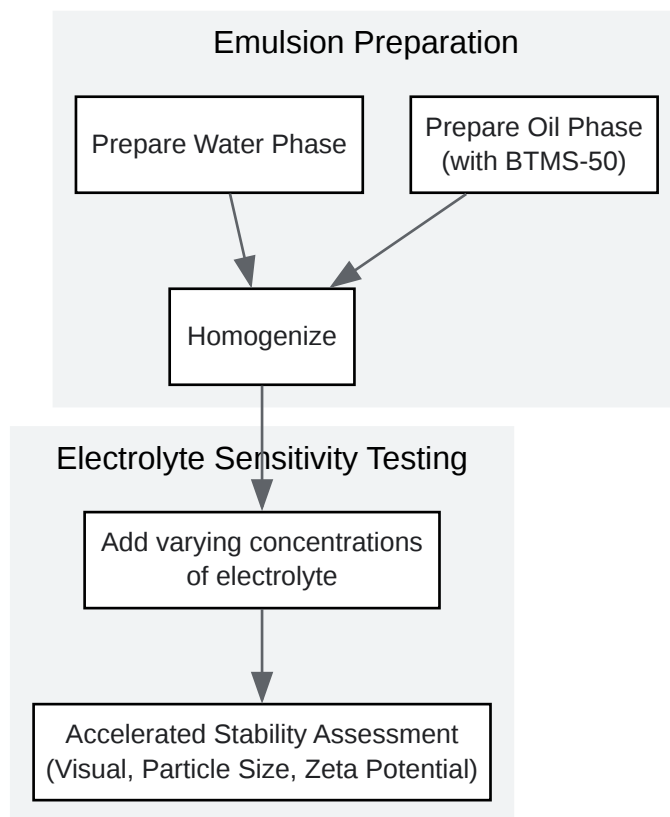 Emulsion Preparation
Prepare Water Phase
Prepare Oil Phase
(with BTMS-50)
Homogenize
Electrolyte Sensitivity Testing
Add varying concentrations
of electrolyte
Accelerated Stability Assessment
(Visual, Particle Size, Zeta Potential)